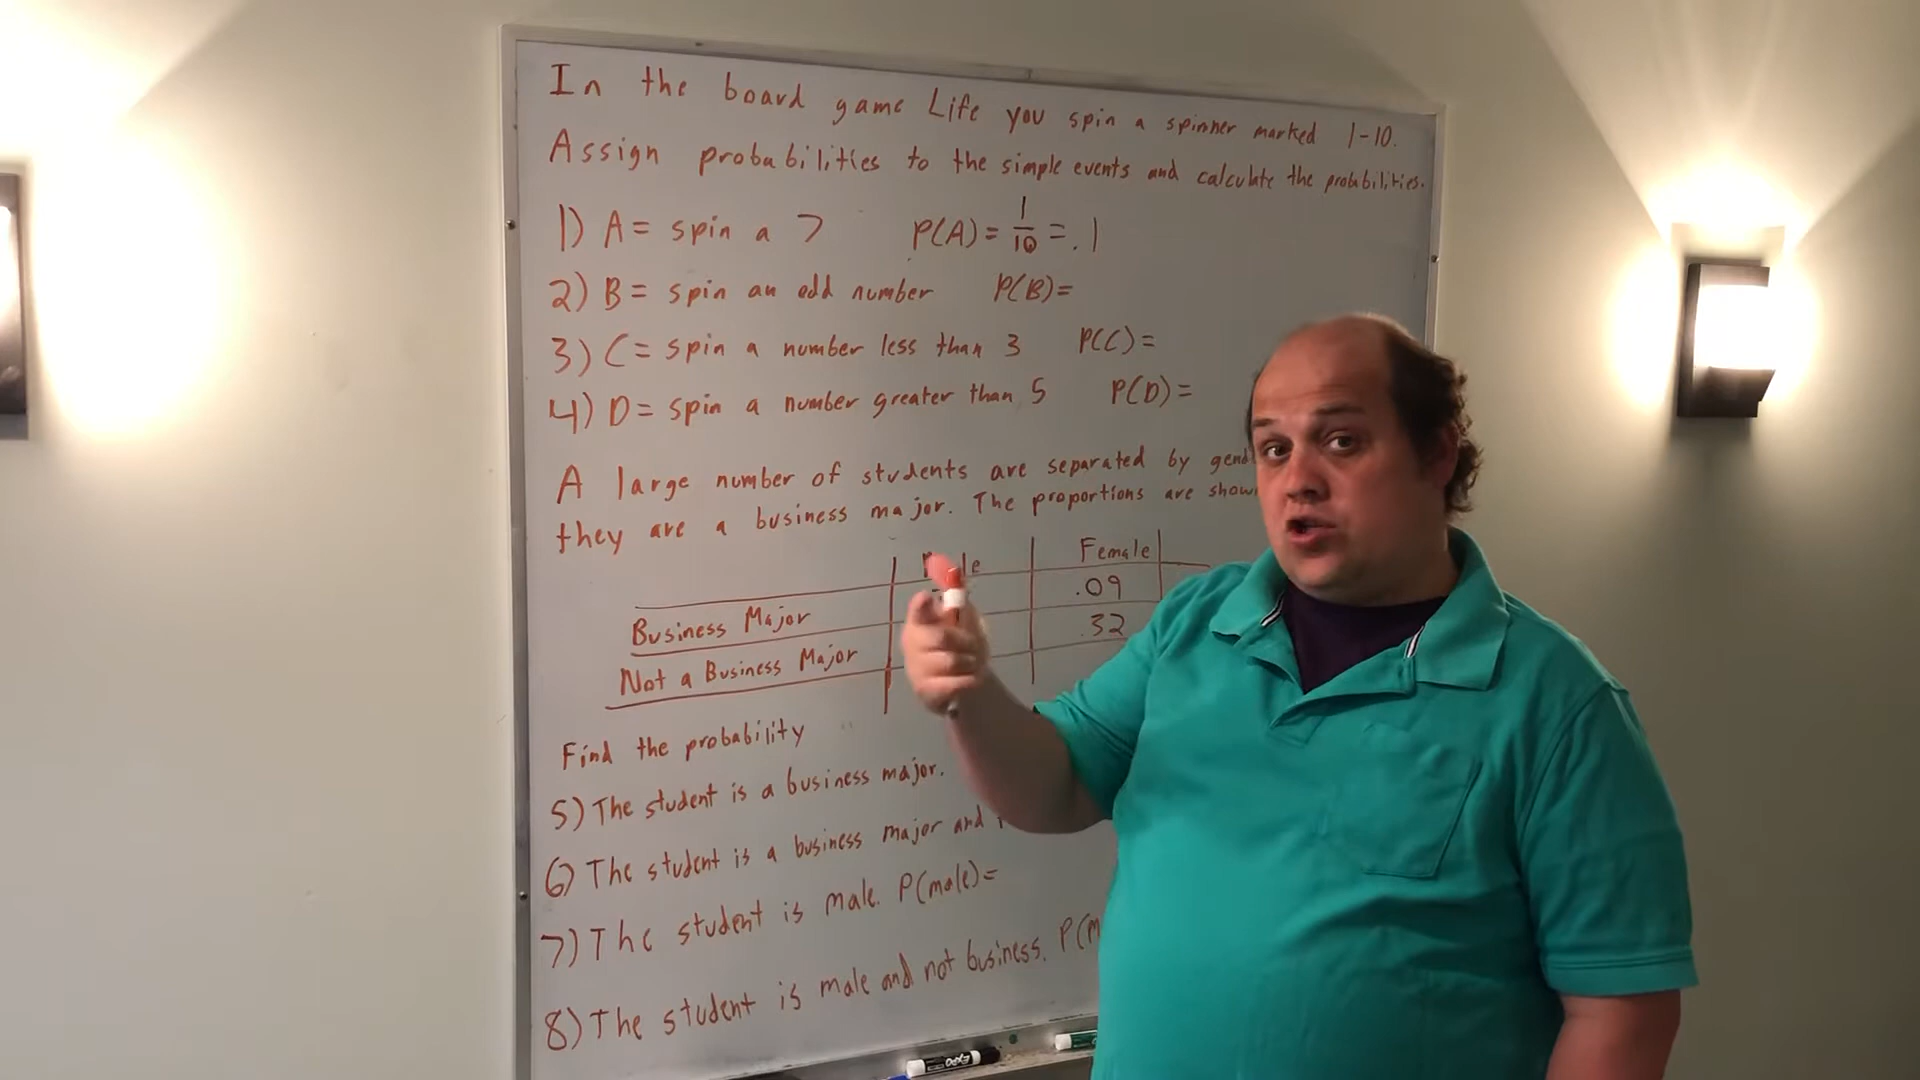 In the board game Life you spin a spinner marked 1-10.
Assign probabilities to the simple events and calculate the probabilities.
1) A= spin a 7 P(A)= 1/10 = .1
2) B= spin an odd number P(B)=
3) C= spin a number less than 3 P(C)=
4) D= spin a number greater than 5 P(D)=
A large number of students are separated by
they are a business major. The proportions are
Female
Business Major .09
Not a Business Major .32
Find the probability
5) The student is a business major.
6) The student is a business major and
7) The student is male. P(male)=
8) The student is male and not business.
EXPO